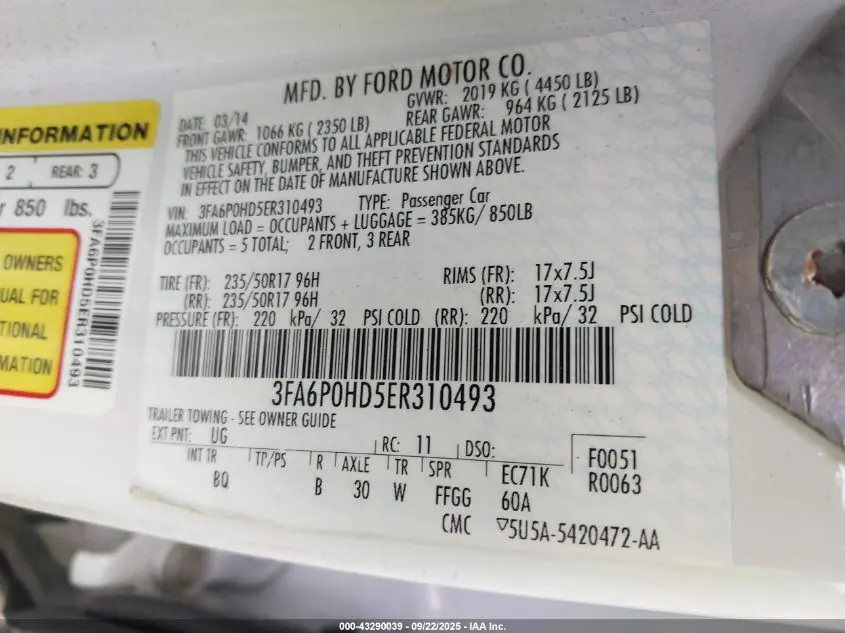 INFORMATION
2 REAR: 3
850 lbs.
OWNERS
FOR
MATION
3FA6P0HD5ER310493
MFD. BY FORD MOTOR CO.
DATE: 03/14 GVWR: 2019 KG ( 4450 LB)
FRONT GAWR: 1066 KG ( 2350 LB) REAR GAWR: 964 KG ( 2125 LB)
THIS VEHICLE CONFORMS TO ALL APPLICABLE FEDERAL MOTOR
VEHICLE SAFETY, BUMPER, AND THEFT PREVENTION STANDARDS
IN EFFECT ON THE DATE OF MANUFACTURE SHOWN ABOVE.
VIN: 3FA6P0HD5ER310493 TYPE: Passenger Car
MAXIMUM LOAD = OCCUPANTS + LUGGAGE = 385KG/ 850LB
OCCUPANTS = 5 TOTAL; 2 FRONT, 3 REAR
TIRE (FR): 235/50R17 96H RIMS (FR): 17x7.5J
(RR): 235/50R17 96H (RR): 17x7.5J
PRESSURE (FR): 220 kPa/ 32 PSI COLD (RR): 220 kPa/ 32 PSI COLD
3FA6P0HD5ER310493
TRAILER TOWING - SEE OWNER GUIDE
EXT PNT: UG RC: 11 DSO: F0051
INT TR TP/PS R AXLE TR SPR EC71K R0063
BQ B 30 W FFGG 60A
CMC 5U5A-5420472-AA
000-43290039 - 09/22/2025 - IAA Inc.